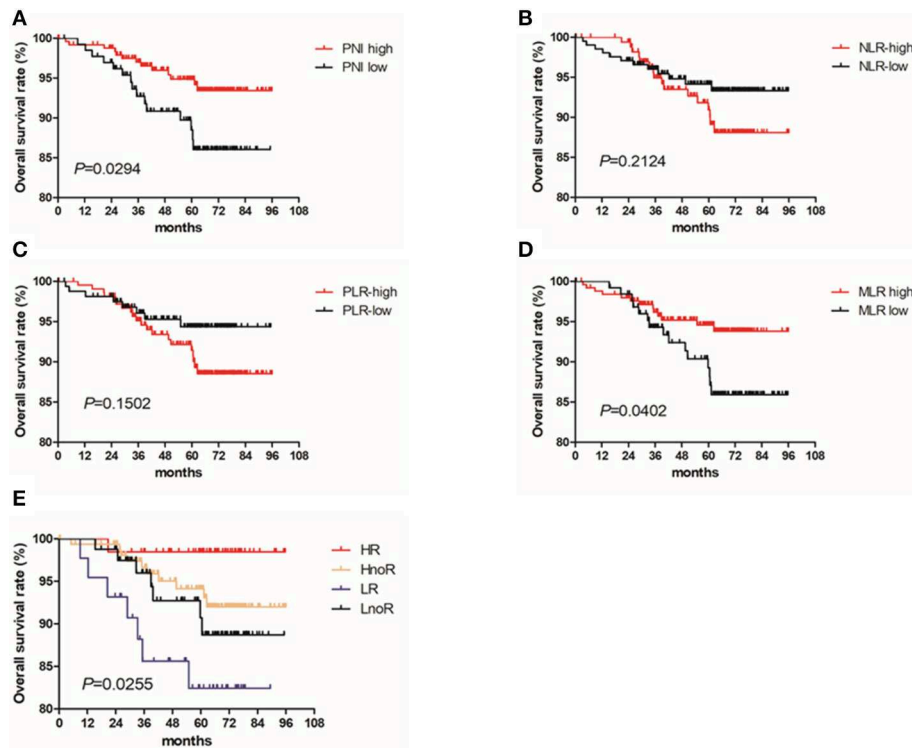 A
Overall survival rate (%)
100
95
90
85
80
PNI high
PNI low
P=0.0294
0 12 24 36 48 60 72 84 96 108
months
B
Overall survival rate (%)
100
95
90
85
80
NLR-high
NLR-low
P=0.2124
0 12 24 36 48 60 72 84 96 108
months
C
Overall survival rate (%)
100
95
90
85
80
PLR-high
PLR-low
P=0.1502
0 12 24 36 48 60 72 84 96 108
months
D
Overall survival rate (%)
100
95
90
85
80
MLR high
MLR low
P=0.0402
0 12 24 36 48 60 72 84 96 108
months
E
Overall survival rate (%)
100
95
90
85
80
HR
HnoR
LR
LnoR
P=0.0255
0 12 24 36 48 60 72 84 96 108
months